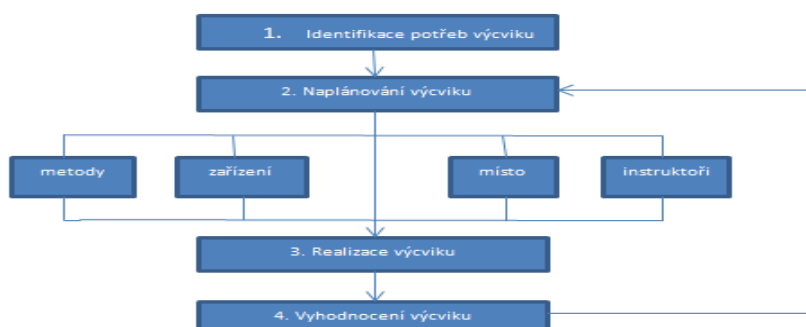 1. Identifikace potřeb výcviku
2. Naplánování výcviku
metody
zařízení
místo
instruktoři
3. Realizace výcviku
4. Vyhodnocení výcviku